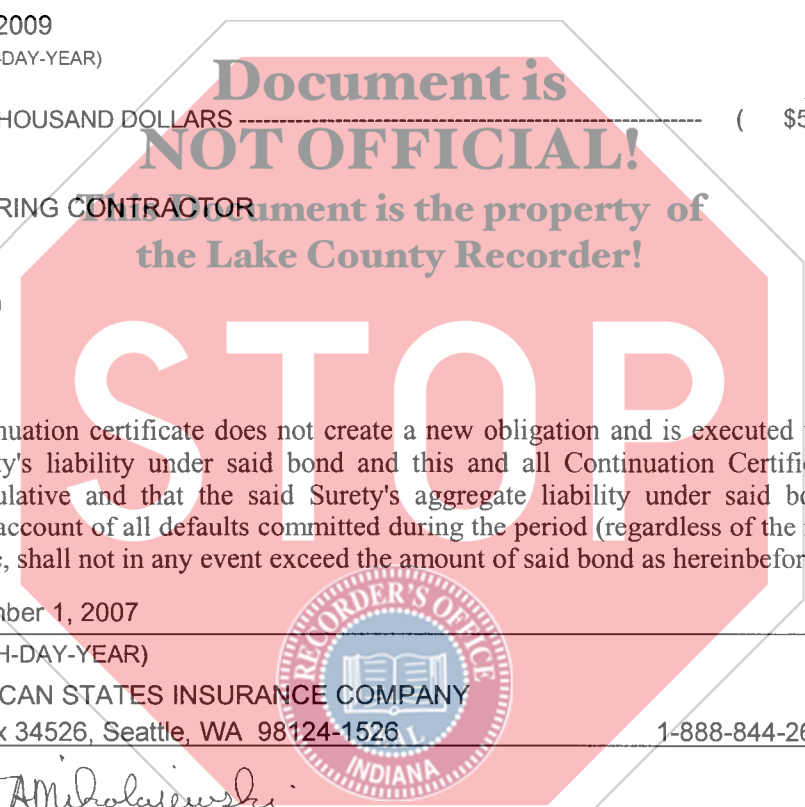 2009
-DAY-YEAR)
Document is
HOUSAND DOLLARS ------------------------------------------------------------------- ( $5
NOT OFFICIAL!
RING CONTRACTOR
This Document is the property of
the Lake County Recorder!
STOP
nuation certificate does not create a new obligation and is executed
ty's liability under said bond and this and all Continuation Certific
ulative and that the said Surety's aggregate liability under said bo
account of all defaults committed during the period (regardless of the
e, shall not in any event exceed the amount of said bond as hereinbefor
nber 1, 2007
H-DAY-YEAR)
CAN STATES INSURANCE COMPANY
x 34526, Seattle, WA 98124-1526 1-888-844-26
RECORDER'S OFFICE
SEAL
INDIANA
AMikolajewski